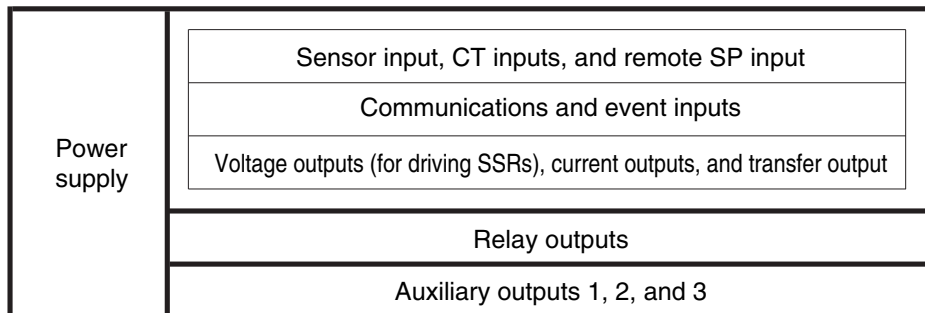 Power
supply
Sensor input, CT inputs, and remote SP input
Communications and event inputs
Voltage outputs (for driving SSRs), current outputs, and transfer output
Relay outputs
Auxiliary outputs 1, 2, and 3